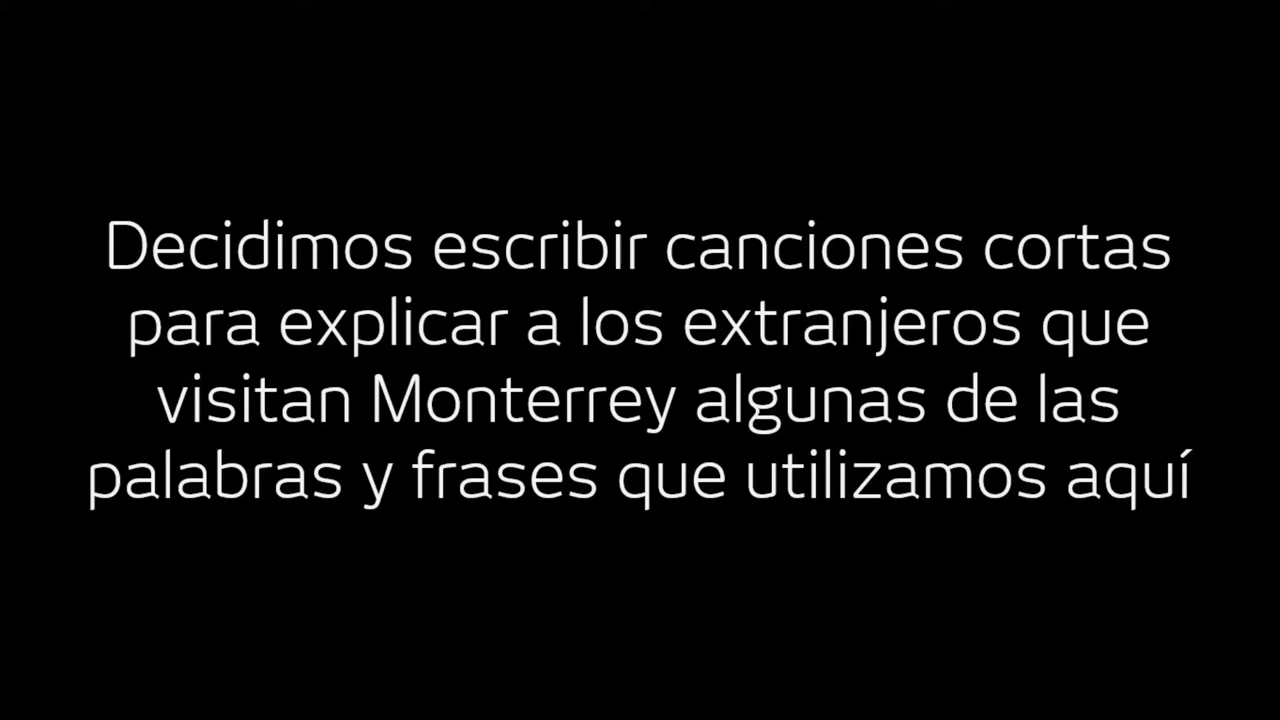 Decidimos escribir canciones cortas
para explicar a los extranjeros que
visitan Monterrey algunas de las
palabras y frases que utilizamos aquí